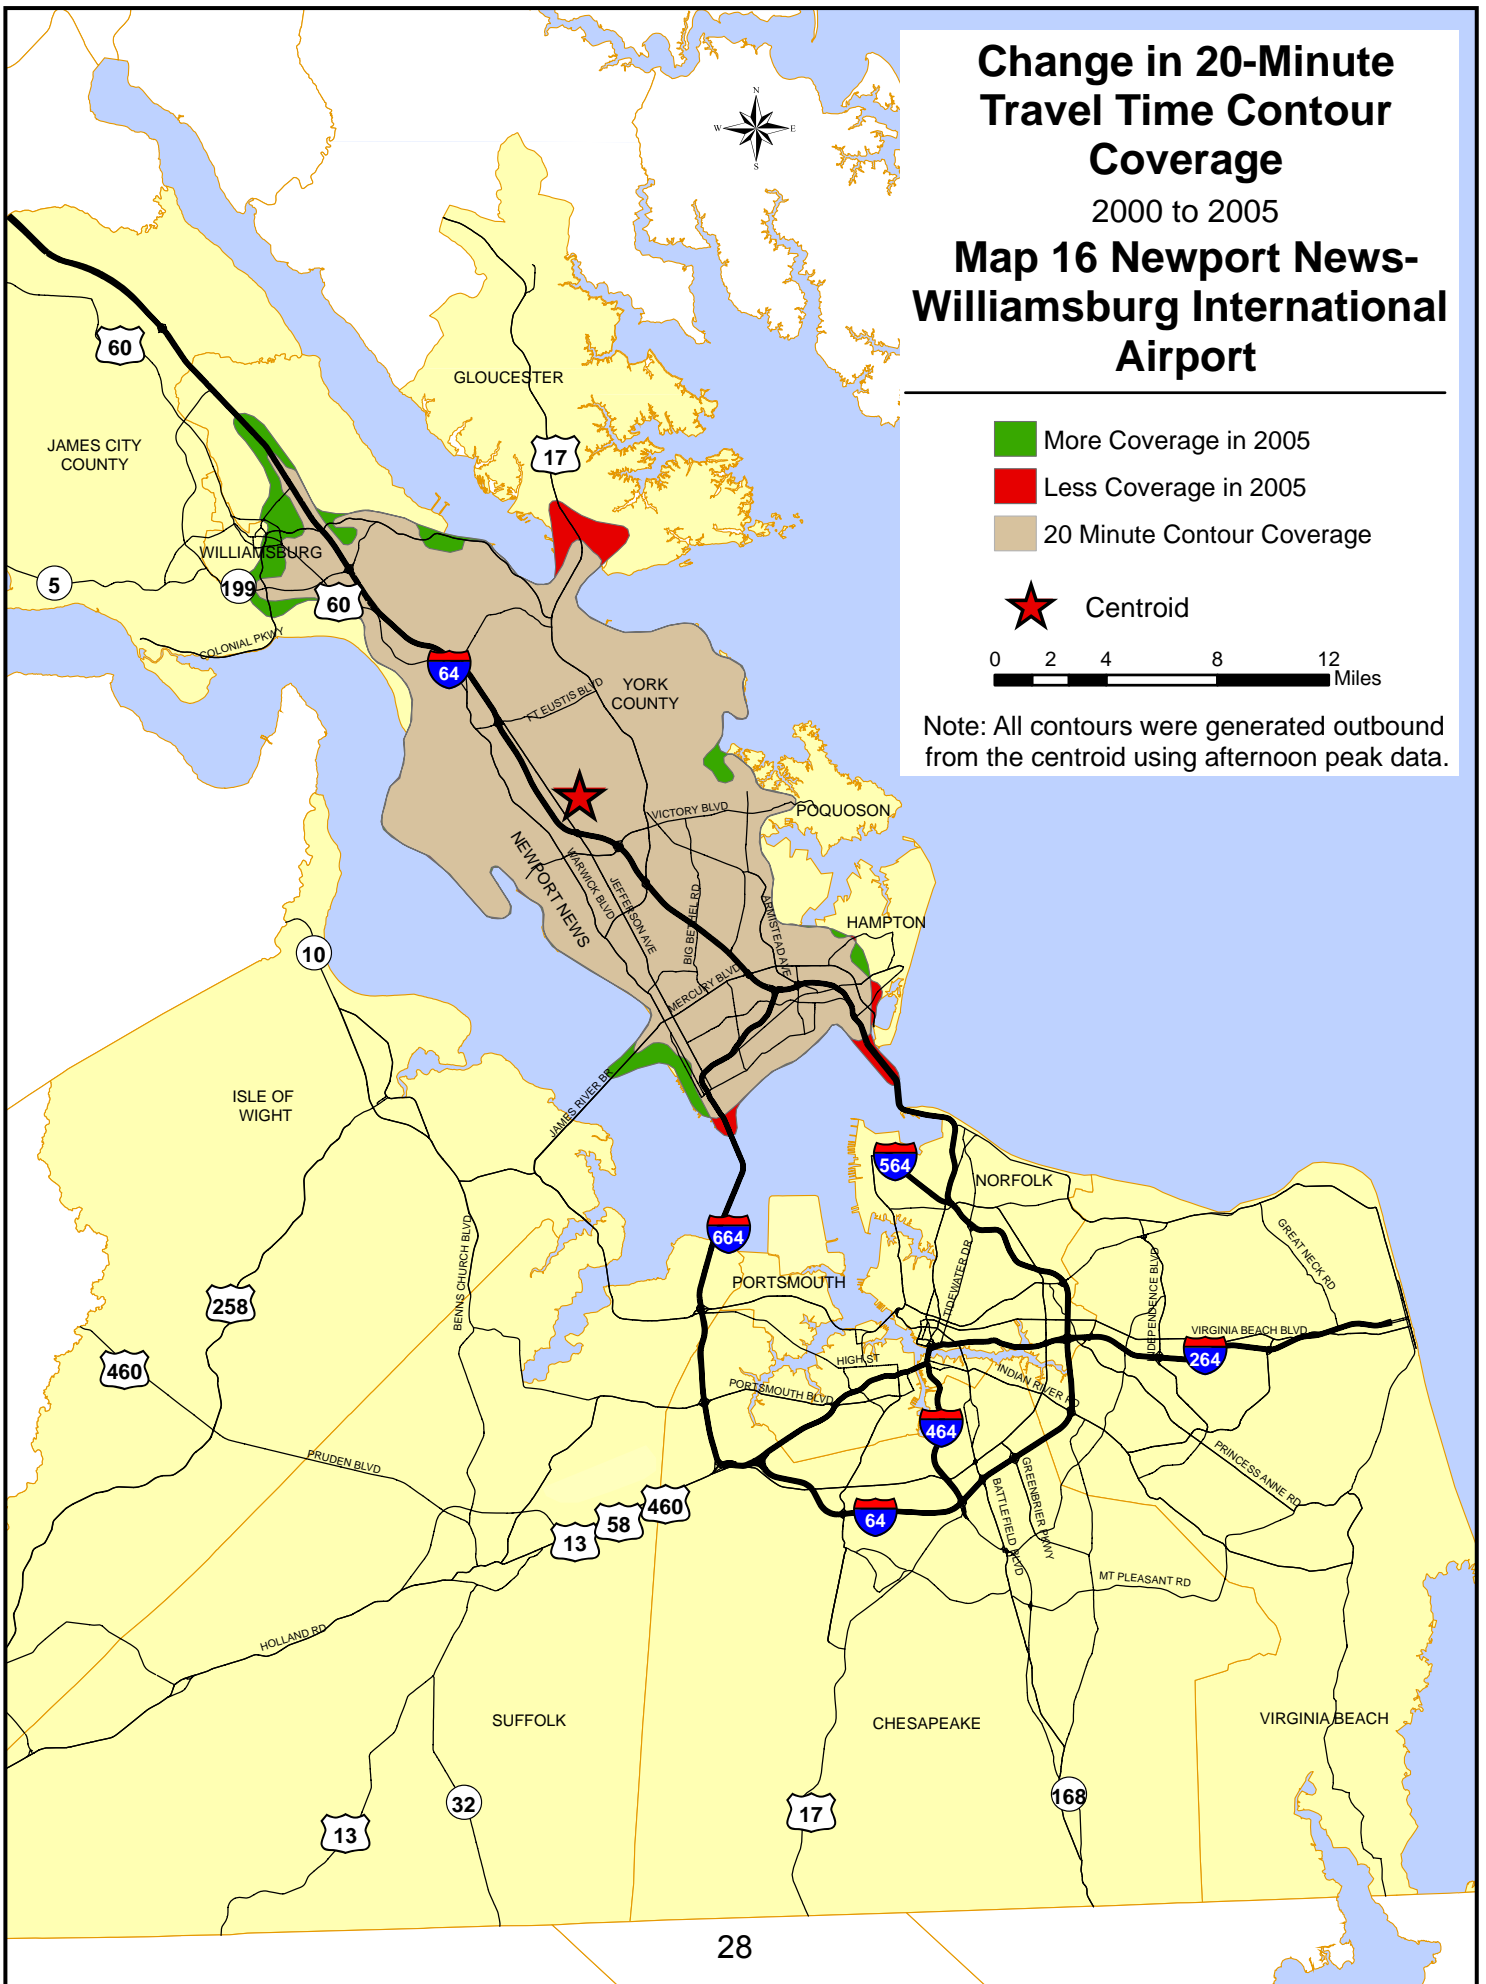 Change in 20-Minute
Travel Time Contour
Coverage
2000 to 2005
Map 16 Newport News-
Williamsburg International
Airport
More Coverage in 2005
Less Coverage in 2005
20 Minute Contour Coverage
Centroid
0 2 4 8 12
Miles
Note: All contours were generated outbound
from the centroid using afternoon peak data.
N
W E
S
60
GLOUCESTER
17
JAMES CITY
COUNTY
WILLIAMSBURG
5
199
60
COLONIAL PKWY
64
FT EUSTIS BLVD
YORK
COUNTY
VICTORY BLVD
POQUOSON
NEWPORT NEWS
WARWICK BLVD
JEFFERSON AVE
BIG BETHEL RD
ARMISTEAD AVE
HAMPTON
MERCURY BLVD
10
ISLE OF
WIGHT
JAMES RIVER BR
564
NORFOLK
664
PORTSMOUTH
TIDEWATER DR
INDEPENDENCE BLVD
GREAT NECK RD
VIRGINIA BEACH BLVD
264
BENNS CHURCH BLVD
258
460
HIGH ST
PORTSMOUTH BLVD
INDIAN RIVER RD
464
PRINCESS ANNE RD
PRUDEN BLVD
460
58
13
64
BATTLEFIELD BLVD
GREENBRIER PKWY
MT PLEASANT RD
HOLLAND RD
SUFFOLK
CHESAPEAKE
VIRGINIA BEACH
32
13
17
168
28